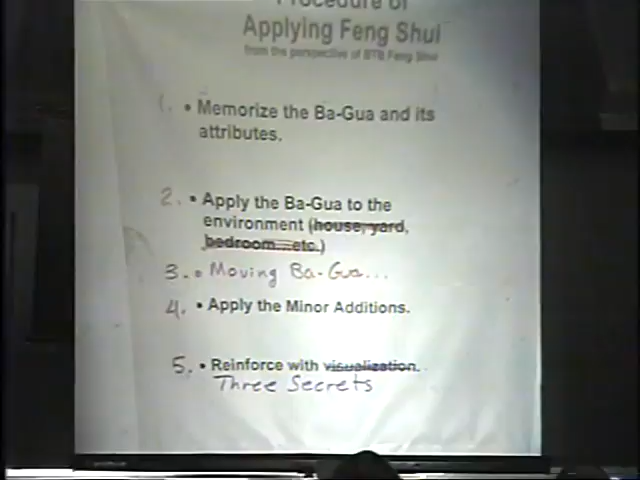 Procedure of
Applying Feng Shui
from the perspective of BTB Feng Shui
1. • Memorize the Ba-Gua and its
attributes.
2. • Apply the Ba-Gua to the
environment (house, yard,
bedroom...etc.)
3. • Moving Ba-Gua...
4. • Apply the Minor Additions.
5. • Reinforce with visualization.
Three Secrets